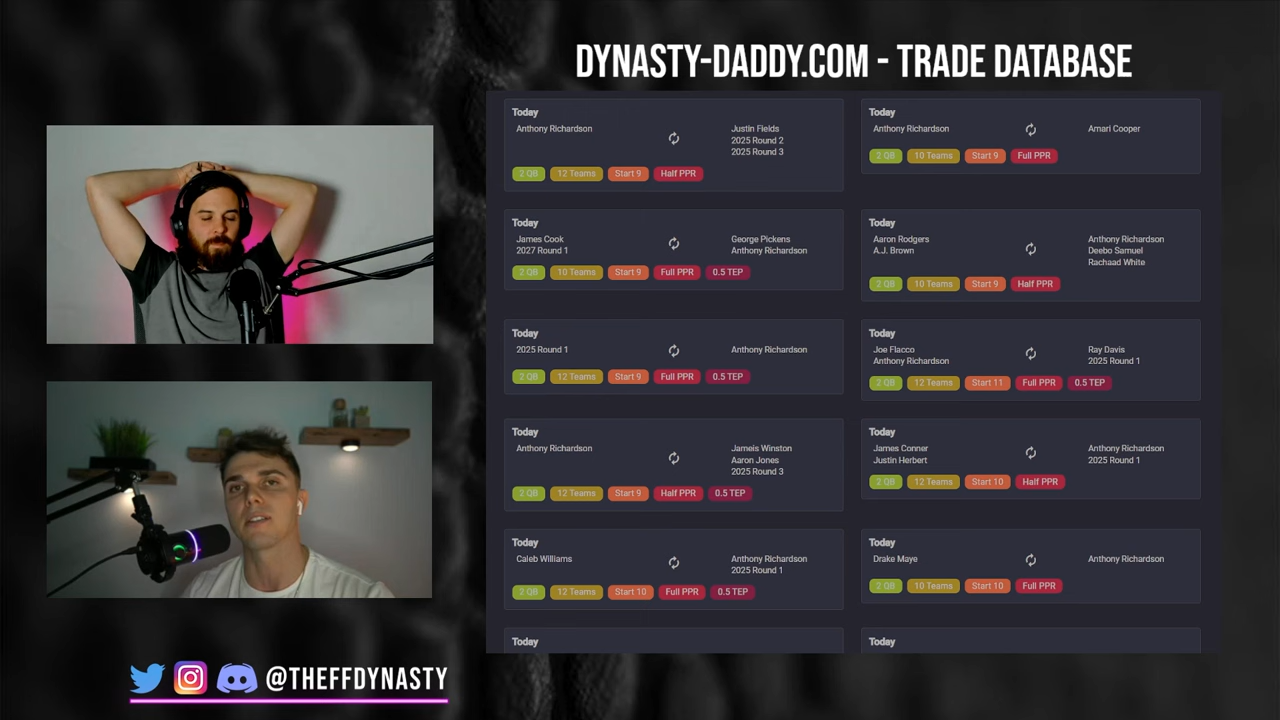 DYNASTY-DADDY.COM - TRADE DATABASE
Today
Anthony Richardson
Justin Fields
2025 Round 2
2025 Round 3
2 QB 12 Teams Start 9 Half PPR
Today
Anthony Richardson
Amari Cooper
2 QB 10 Teams Start 9 Full PPR
Today
James Cook
2027 Round 1
George Pickens
Anthony Richardson
2 QB 10 Teams Start 9 Full PPR 0.5 TEP
Today
Aaron Rodgers
A.J. Brown
Anthony Richardson
Deebo Samuel
Rachaad White
2 QB 10 Teams Start 9 Half PPR
Today
2025 Round 1
Anthony Richardson
2 QB 12 Teams Start 9 Full PPR 0.5 TEP
Today
Joe Flacco
Anthony Richardson
Ray Davis
2025 Round 1
2 QB 12 Teams Start 11 Full PPR 0.5 TEP
Today
Anthony Richardson
Jameis Winston
Aaron Jones
2025 Round 3
2 QB 12 Teams Start 9 Half PPR 0.5 TEP
Today
James Conner
Justin Herbert
Anthony Richardson
2025 Round 1
2 QB 12 Teams Start 10 Half PPR
Today
Caleb Williams
Anthony Richardson
2025 Round 1
2 QB 12 Teams Start 10 Full PPR 0.5 TEP
Today
Drake Maye
Anthony Richardson
2 QB 10 Teams Start 10 Full PPR
Today
Today
@THEFFDYNASTY